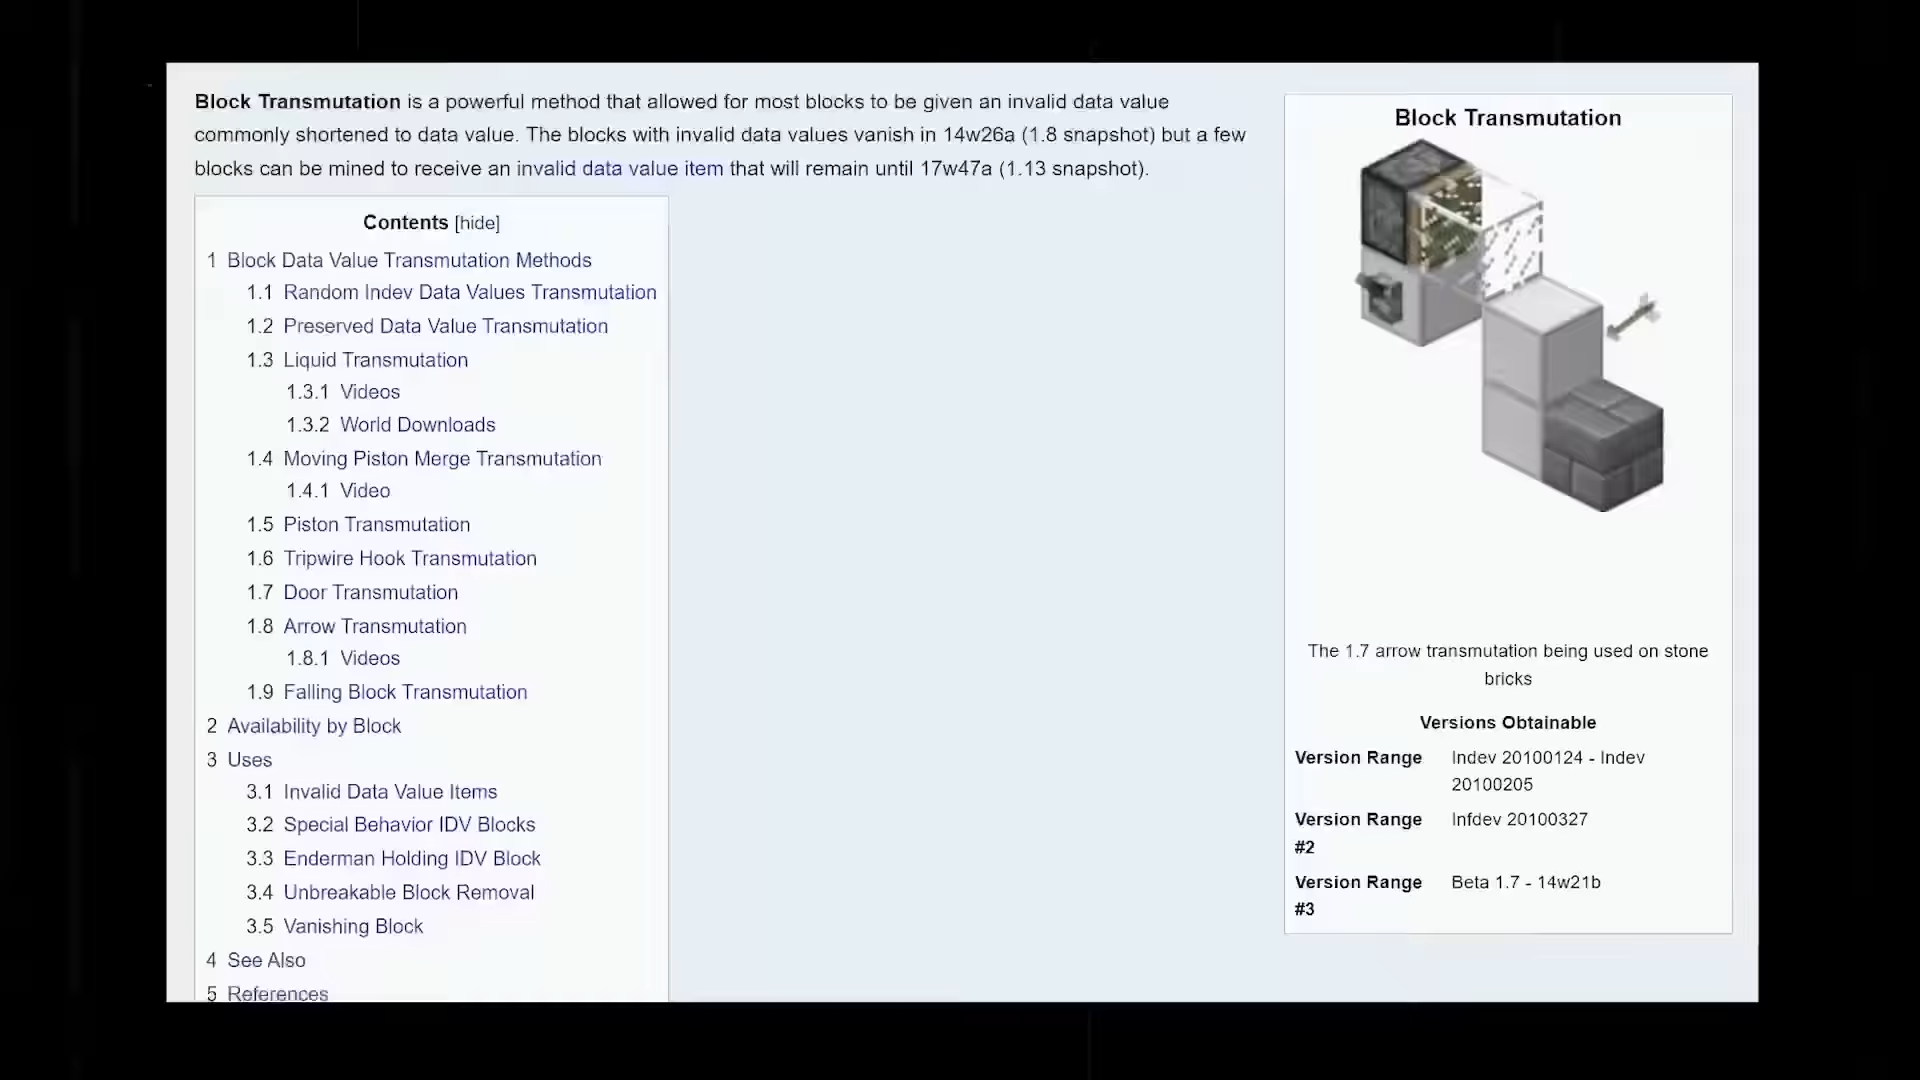 Block Transmutation is a powerful method that allowed for most blocks to be given an invalid data value
commonly shortened to data value. The blocks with invalid data values vanish in 14w26a (1.8 snapshot) but a few
blocks can be mined to receive an invalid data value item that will remain until 17w47a (1.13 snapshot).
Contents [hide]
1 Block Data Value Transmutation Methods
1.1 Random Indev Data Values Transmutation
1.2 Preserved Data Value Transmutation
1.3 Liquid Transmutation
1.3.1 Videos
1.3.2 World Downloads
1.4 Moving Piston Merge Transmutation
1.4.1 Video
1.5 Piston Transmutation
1.6 Tripwire Hook Transmutation
1.7 Door Transmutation
1.8 Arrow Transmutation
1.8.1 Videos
1.9 Falling Block Transmutation
2 Availability by Block
3 Uses
3.1 Invalid Data Value Items
3.2 Special Behavior IDV Blocks
3.3 Enderman Holding IDV Block
3.4 Unbreakable Block Removal
3.5 Vanishing Block
4 See Also
5 References
Block Transmutation
The 1.7 arrow transmutation being used on stone
bricks
Versions Obtainable
Version Range Indev 20100124 - Indev
20100205
Version Range Infdev 20100327
#2
Version Range Beta 1.7 - 14w21b
#3